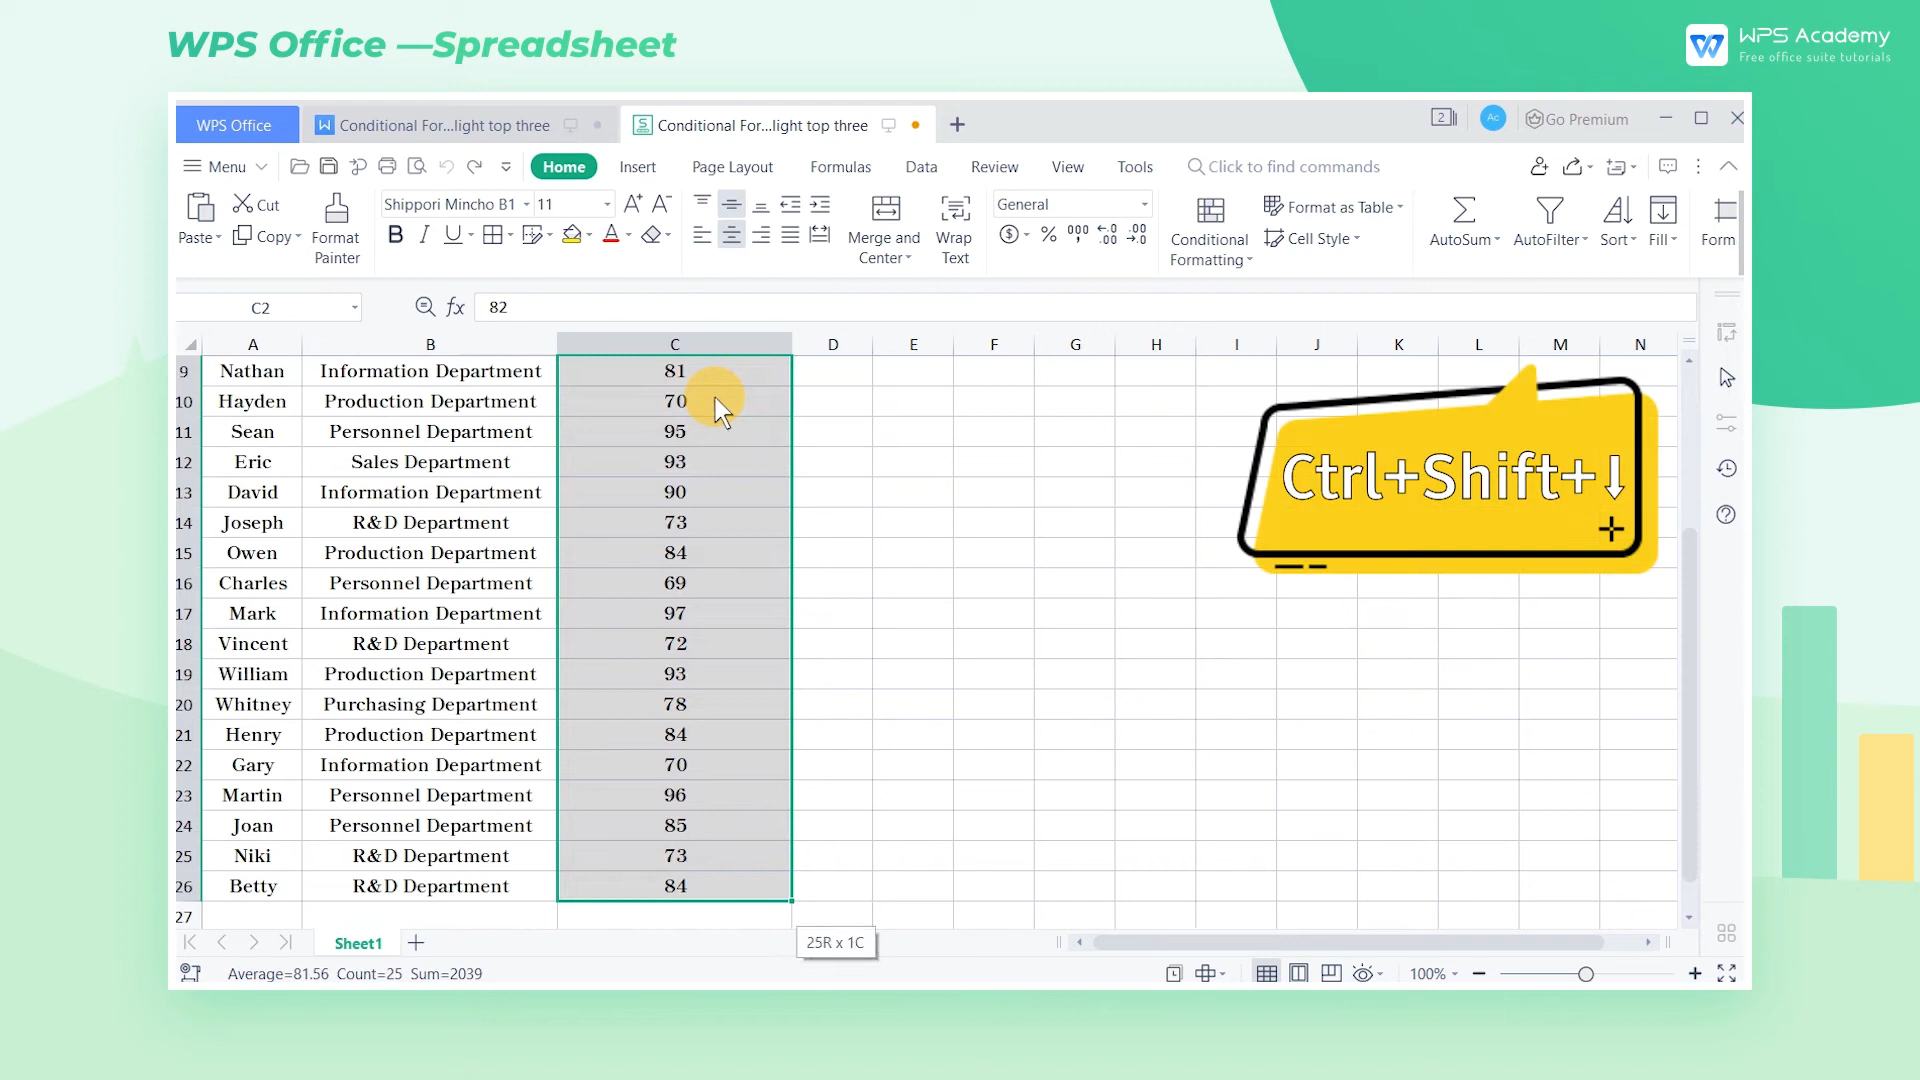 WPS Office —Spreadsheet
WPS Academy
Free office suite tutorials
WPS Office
Conditional For...light top three
Conditional For...light top three
2
Ac
Go Premium
Menu
Home
Insert
Page Layout
Formulas
Data
Review
View
Tools
Click to find commands
Paste
Cut
Copy
Format
Painter
Shippori Mincho B1
11
Merge and
Center
Wrap
Text
General
Conditional
Formatting
Format as Table
Cell Style
AutoSum
AutoFilter
Sort
Fill
Form
C2
fx
82
A B C D E F G H I J K L M N
9 Nathan Information Department 81
10 Hayden Production Department 70
11 Sean Personnel Department 95
12 Eric Sales Department 93
13 David Information Department 90
14 Joseph R&D Department 73
15 Owen Production Department 84
16 Charles Personnel Department 69
17 Mark Information Department 97
18 Vincent R&D Department 72
19 William Production Department 93
20 Whitney Purchasing Department 78
21 Henry Production Department 84
22 Gary Information Department 70
23 Martin Personnel Department 96
24 Joan Personnel Department 85
25 Niki R&D Department 73
26 Betty R&D Department 84
27
Ctrl+Shift+↓
Sheet1
25R x 1C
Average=81.56 Count=25 Sum=2039
100%